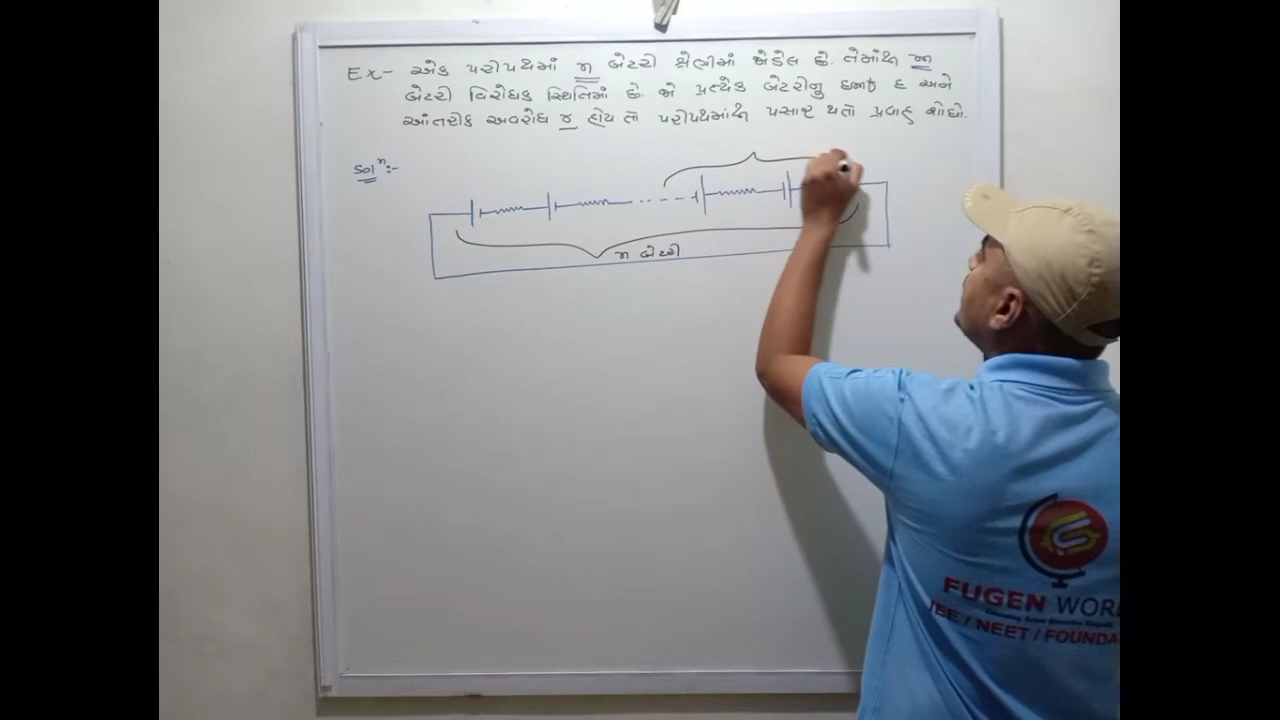 Ex- એક પરીપથમાં n બેટરી શ્રેણીમાં જોડેલ છે. તેમાંથી m
બેટરી વિરોધક સ્થિતિમાં છે. જો પ્રત્યેક બેટરીનુ emf e અને
આંતરીક અવરોધ r હોય તો પરીપથમાંથી પસાર થતો પ્રવાહ શોધો.
Solⁿ:-
n બેટરી
FUGEN WOR
JEE / NEET / FOUNDA